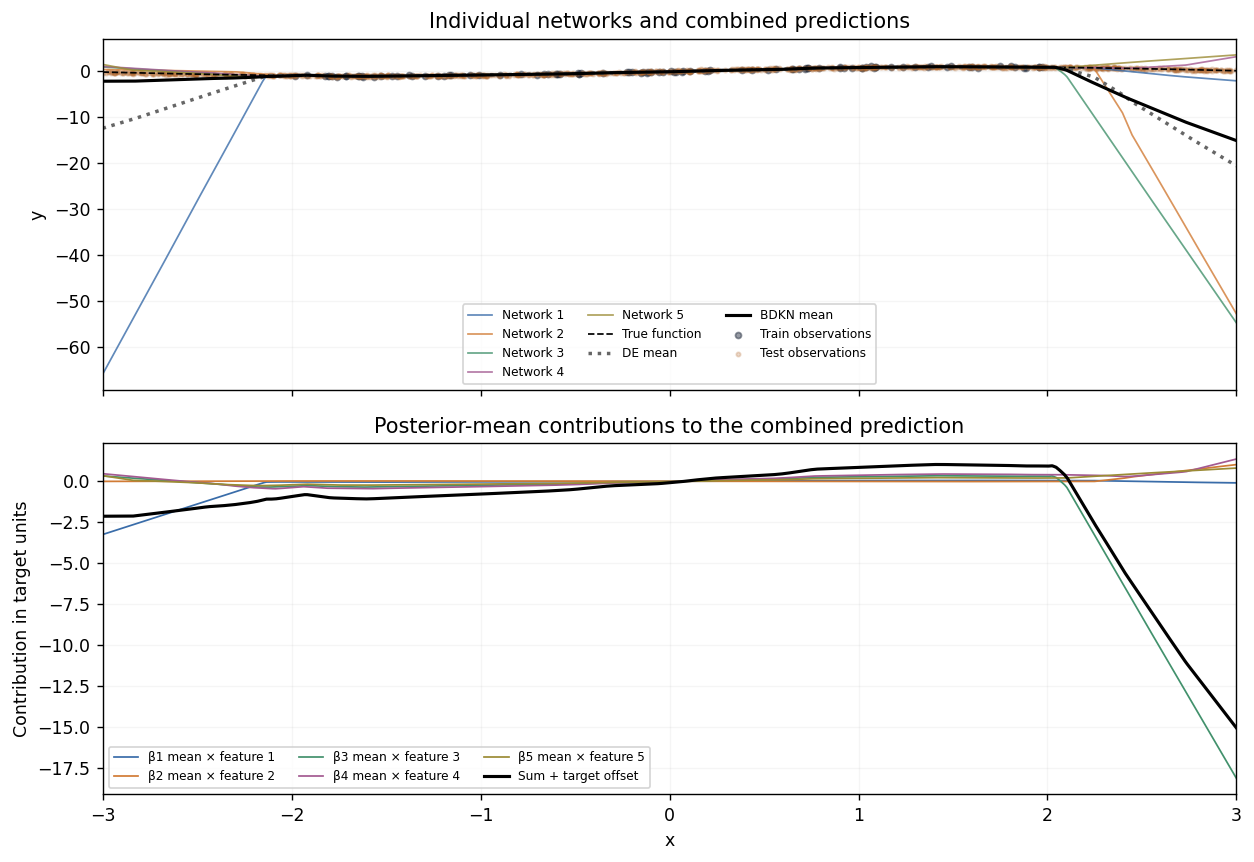 Individual networks and combined predictions
0
−10
−20
−30
−40
−50
−60
y
Network 1
Network 2
Network 3
Network 4
Network 5
True function
DE mean
BDKN mean
Train observations
Test observations
Posterior-mean contributions to the combined prediction
0.0
−2.5
−5.0
−7.5
−10.0
−12.5
−15.0
−17.5
Contribution in target units
β1 mean × feature 1
β2 mean × feature 2
β3 mean × feature 3
β4 mean × feature 4
β5 mean × feature 5
Sum + target offset
−3
−2
−1
0
1
2
3
x